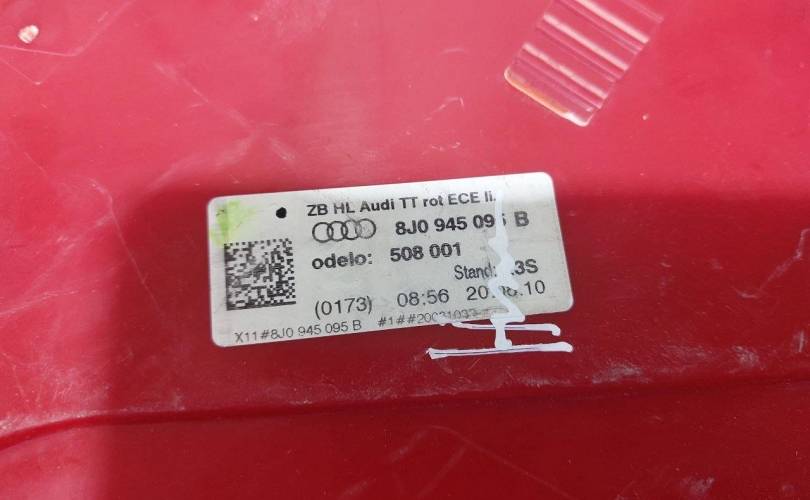 ZB HL Audi TT rot ECE li.
8J0 945 095 B
odelo: 508 001
Stand:
(0173) 08:56
X11#8J0 945 095 B